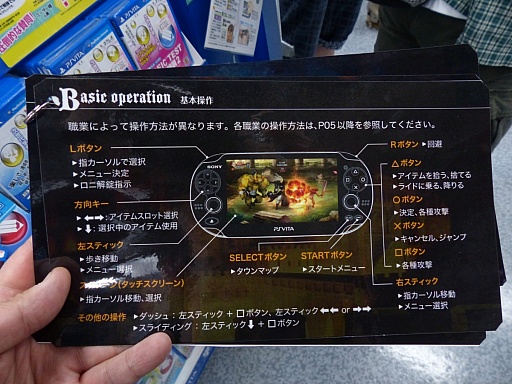 Basic operation 基本操作
職業によって操作方法が異なります。各職業の操作方法は、P05以降を参照してください。
Lボタン
▶指カーソルで選択
▶メニュー決定
▶ロニ解錠指示
方向キー
▶⬅➡:アイテムスロット選択
▶⬇:選択中のアイテム使用
左スティック
▶歩き移動
▶メニュー選択
(タッチスクリーン)
▶指カーソル移動、選択
その他の操作 ▶ダッシュ:左スティック + ロボタン、左スティック⬅⬅ or ➡➡
▶スライディング:左スティック⬇ + ロボタン
SONY
PSVITA
SELECTボタン
▶タウンマップ
STARTボタン
▶スタートメニュー
Rボタン ▶回避
△ボタン
▶アイテムを拾う、捨てる
▶ライドに乗る、降りる
○ボタン
▶決定、各種攻撃
×ボタン
▶キャンセル、ジャンプ
□ボタン
▶各種攻撃
右スティック
▶指カーソル移動
▶メニュー選択
PSVITA